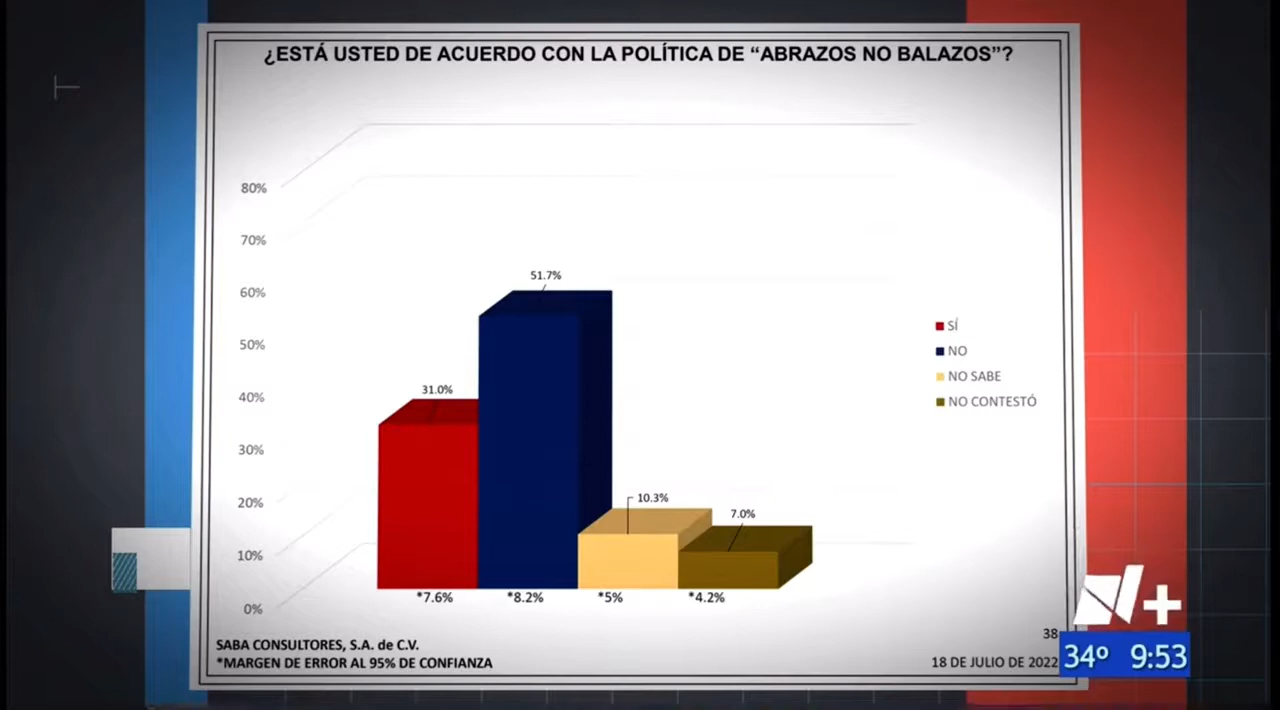 ¿ESTÁ USTED DE ACUERDO CON LA POLÍTICA DE “ABRAZOS NO BALAZOS”?
80%
70%
60%
50%
40%
30%
20%
10%
0%
31.0%
51.7%
10.3%
7.0%
*7.6%
*8.2%
*5%
*4.2%
SÍ
NO
NO SABE
NO CONTESTÓ
SABA CONSULTORES, S.A. de C.V.
*MARGEN DE ERROR AL 95% DE CONFIANZA
38
18 DE JULIO DE 2022
N+
34º 9:53